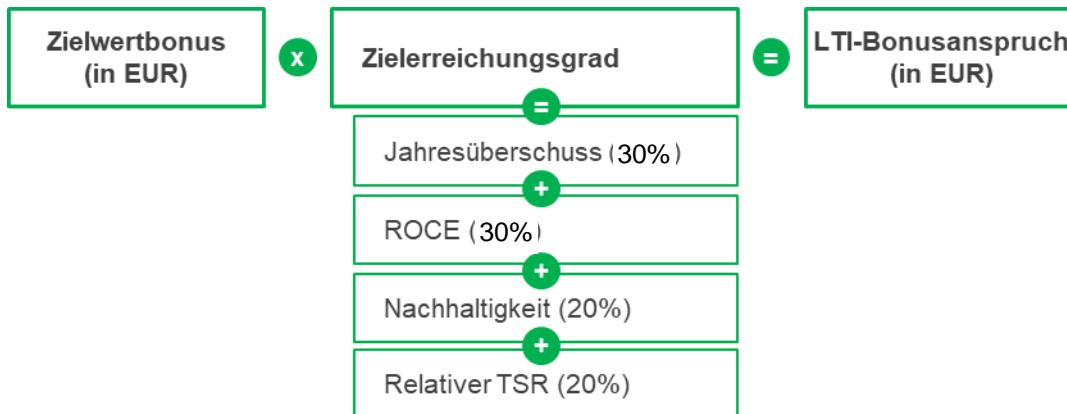 Zielwertbonus
(in EUR)
x
Zielerreichungsgrad
=
LTI-Bonusanspruch
(in EUR)
=
Jahresüberschuss (30%)
+
ROCE (30%)
+
Nachhaltigkeit (20%)
+
Relativer TSR (20%)